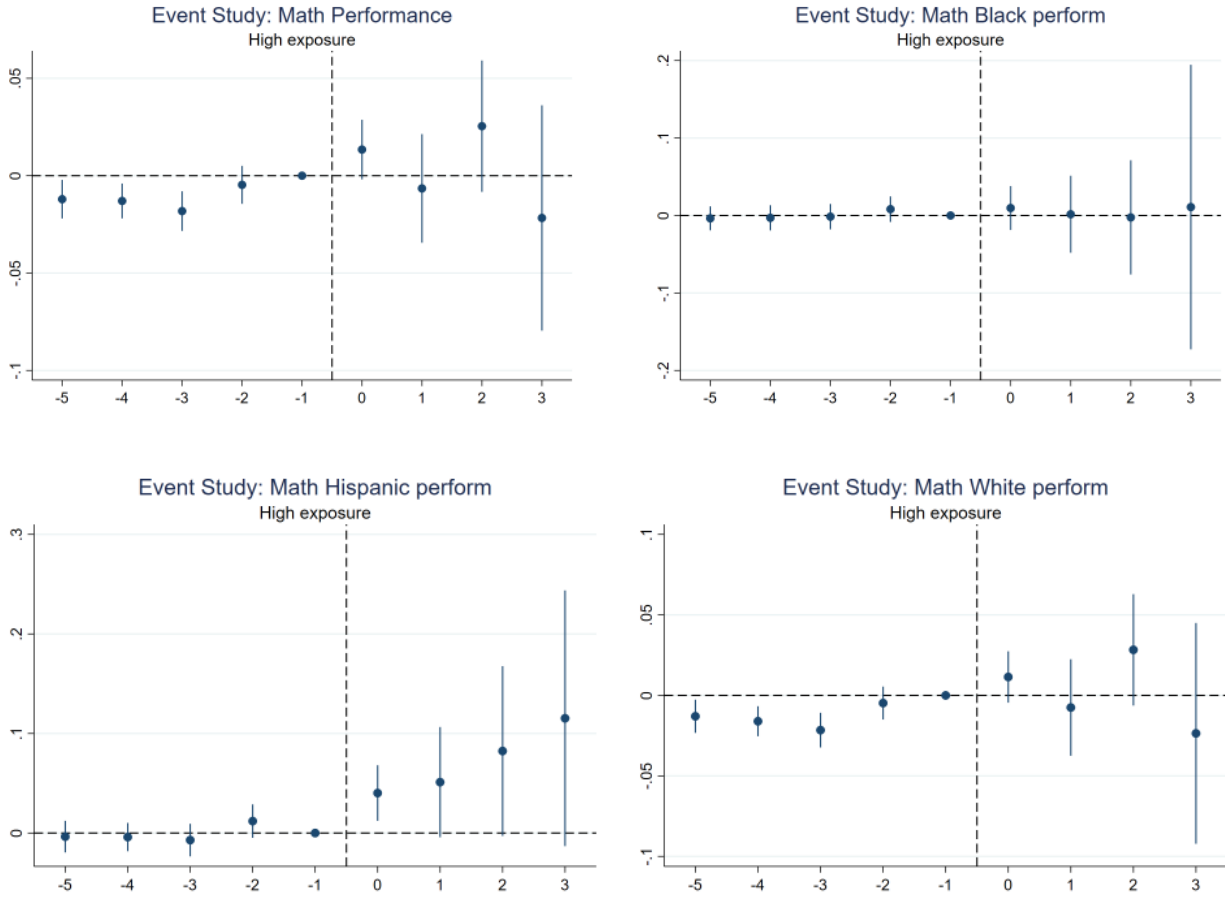 Event Study: Math Performance
High exposure
.05
0
-.05
-.1
-5 -4 -3 -2 -1 0 1 2 3
Event Study: Math Black perform
High exposure
.2
.1
0
-.1
-.2
-5 -4 -3 -2 -1 0 1 2 3
Event Study: Math Hispanic perform
High exposure
.3
.2
.1
0
-5 -4 -3 -2 -1 0 1 2 3
Event Study: Math White perform
High exposure
.1
.05
0
-.05
-.1
-5 -4 -3 -2 -1 0 1 2 3